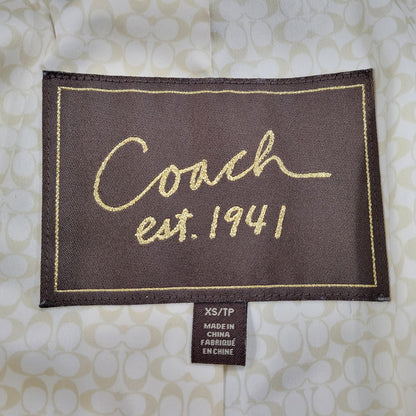 Coach
est. 1941
XS/TP
MADE IN
CHINA
FABRIQUÉ
EN CHINE